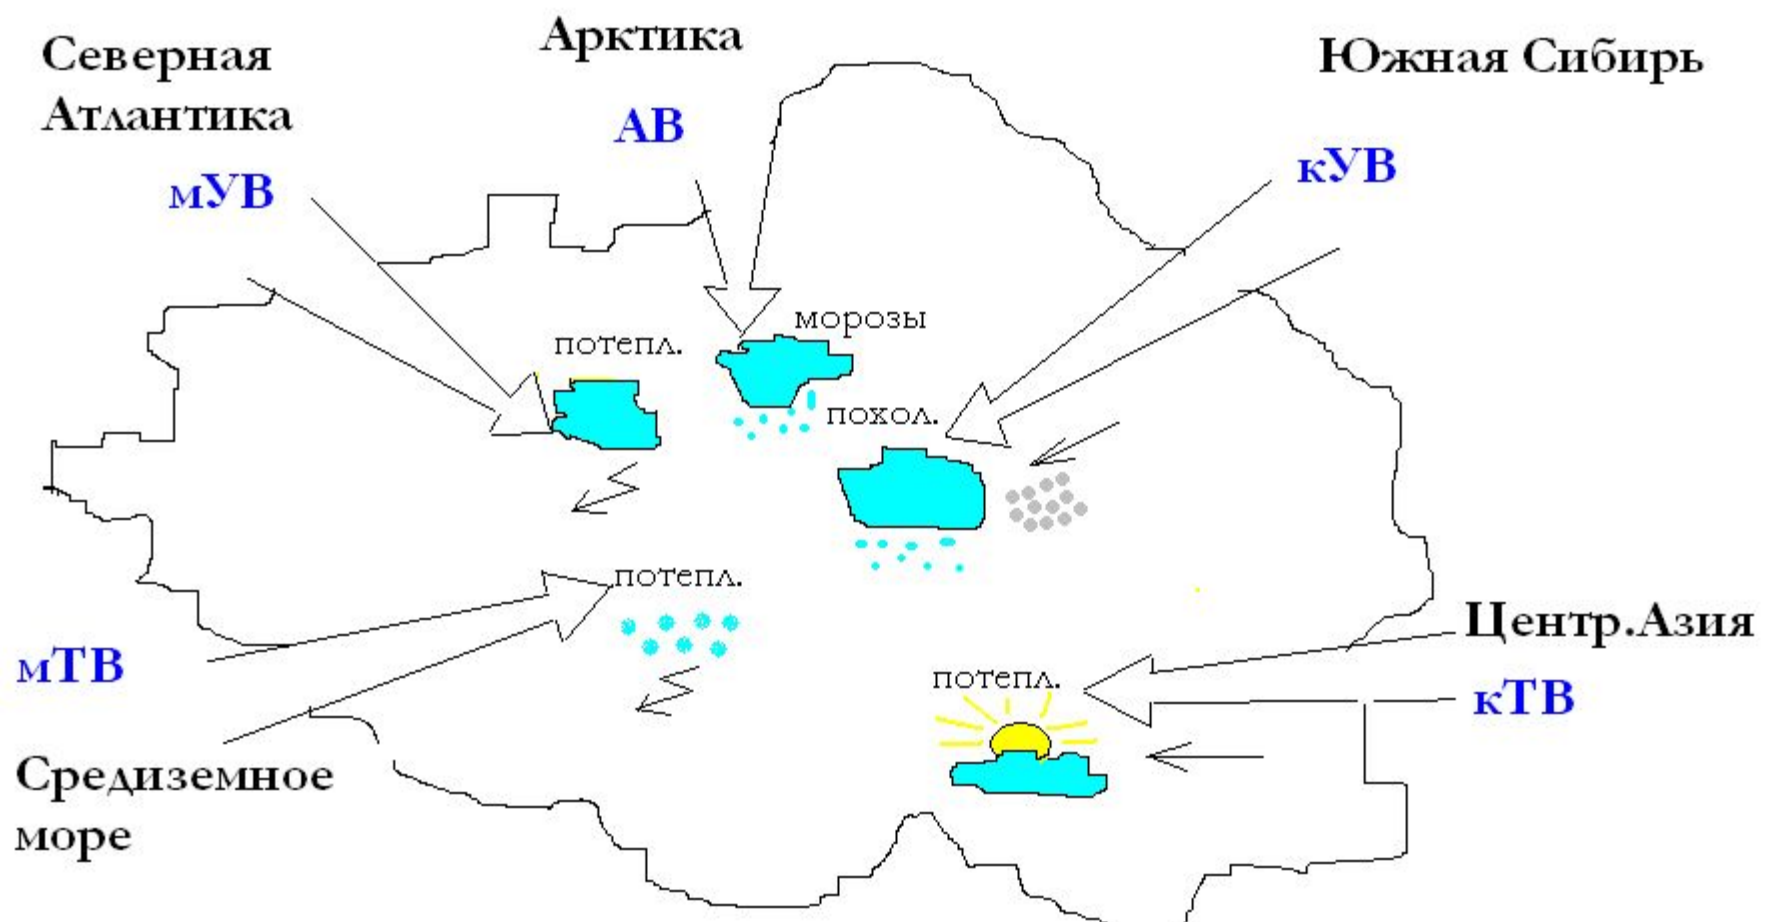 Северная
Атлантика
мУВ
Арктика
АВ
Южная Сибирь
кУВ
морозы
потепл.
похол.
потепл.
мТВ
Средиземное
море
Центр.Азия
кТВ
потепл.